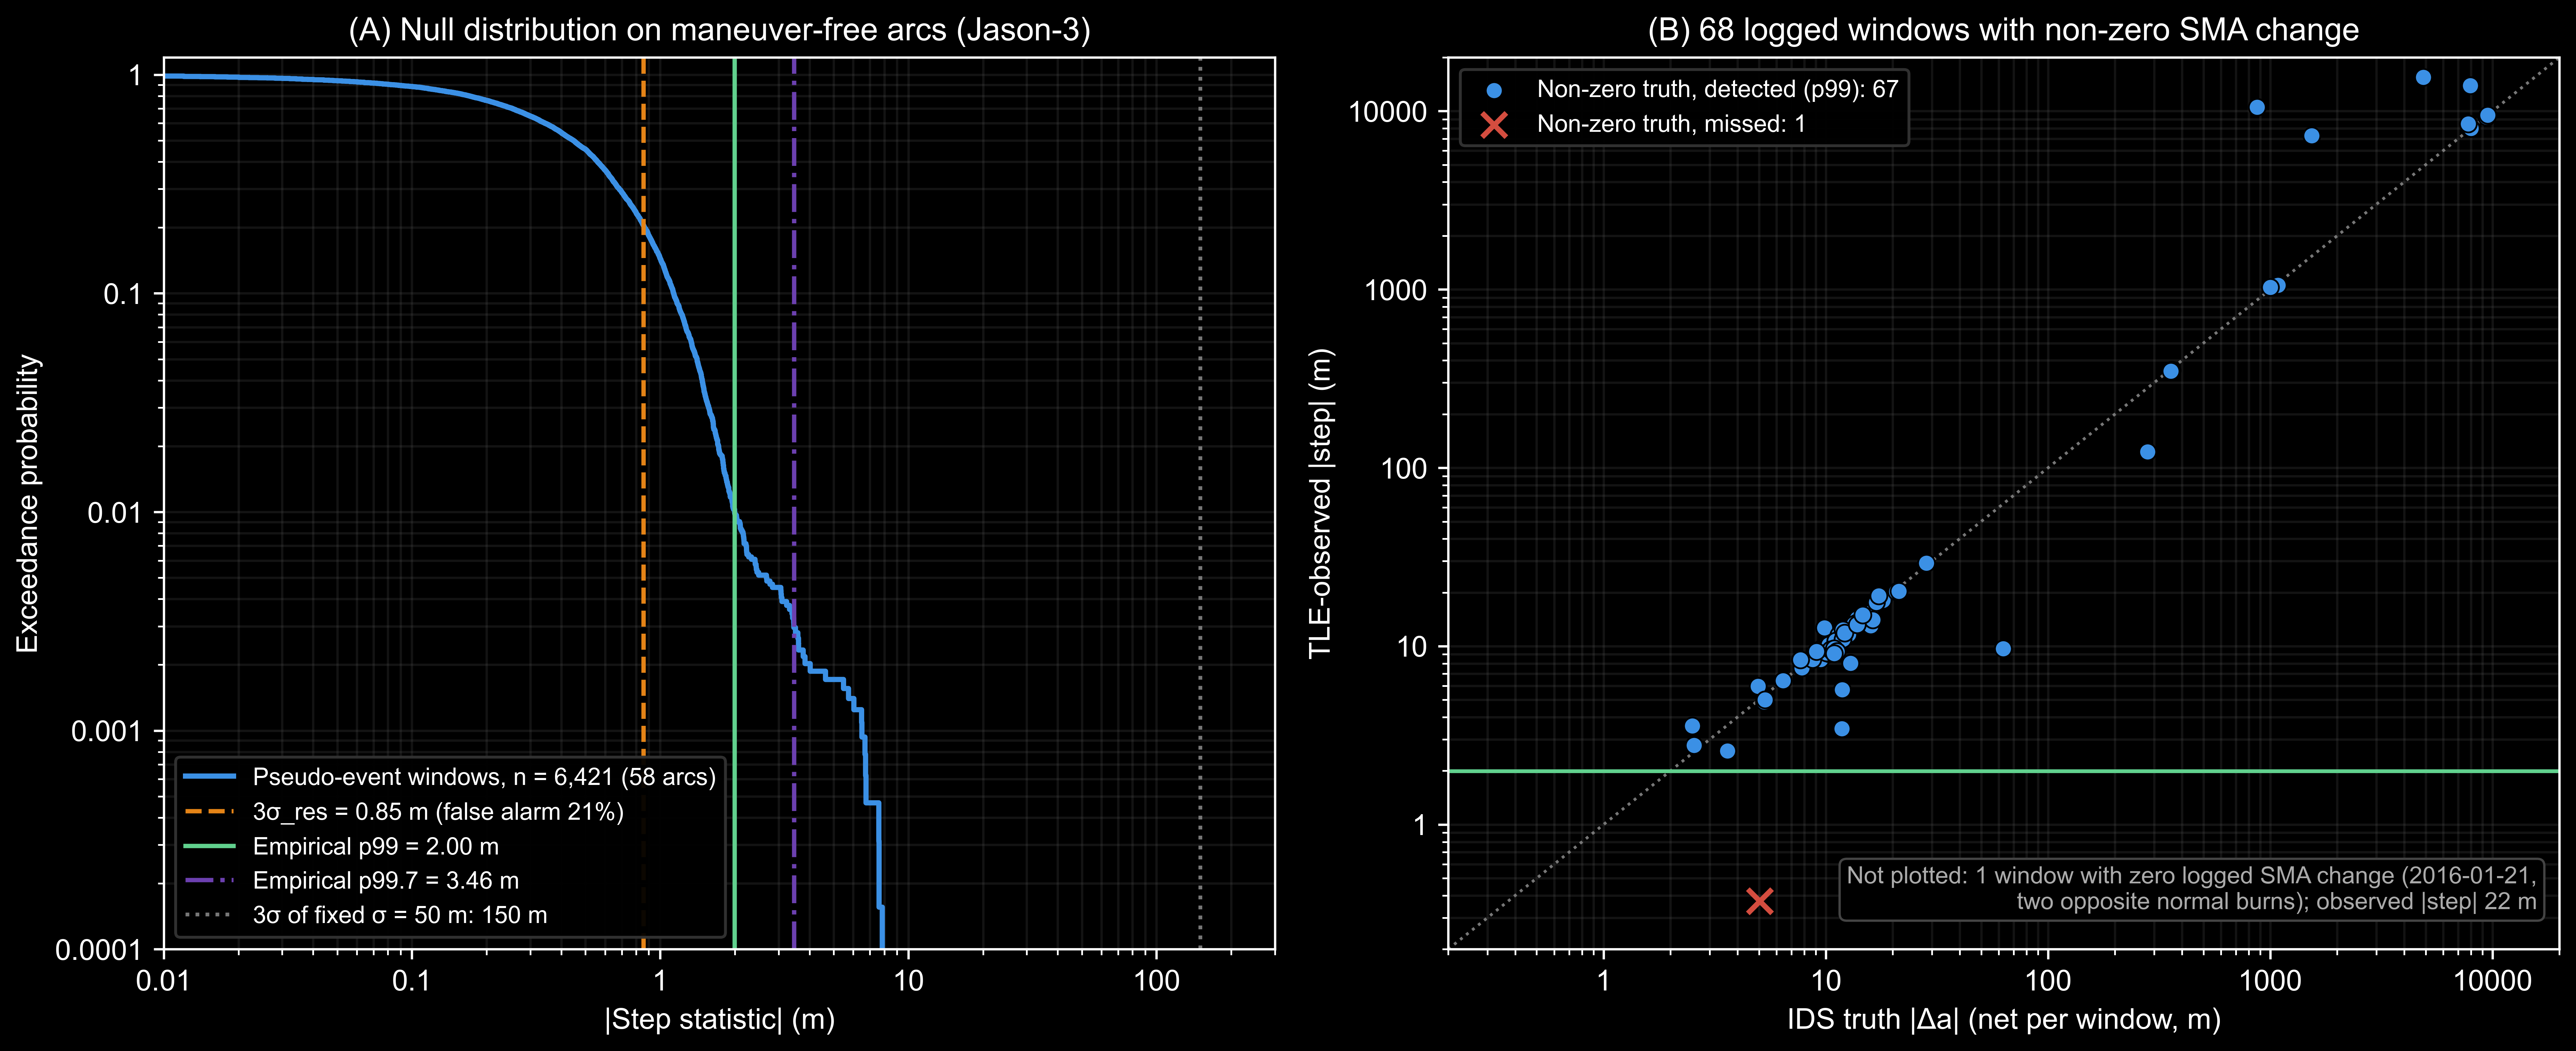 (A) Null distribution on maneuver-free arcs (Jason-3)
Exceedance probability
1
0.1
0.01
0.001
0.0001
Pseudo-event windows, n = 6,421 (58 arcs)
3σ_res = 0.85 m (false alarm 21%)
Empirical p99 = 2.00 m
Empirical p99.7 = 3.46 m
3σ of fixed σ = 50 m: 150 m
0.01
0.1
1
10
100
|Step statistic| (m)
(B) 68 logged windows with non-zero SMA change
TLE-observed |step| (m)
10000
1000
100
10
1
Non-zero truth, detected (p99): 67
Non-zero truth, missed: 1
Not plotted: 1 window with zero logged SMA change (2016-01-21,
two opposite normal burns); observed |step| 22 m
1
10
100
1000
10000
IDS truth |Δa| (net per window, m)